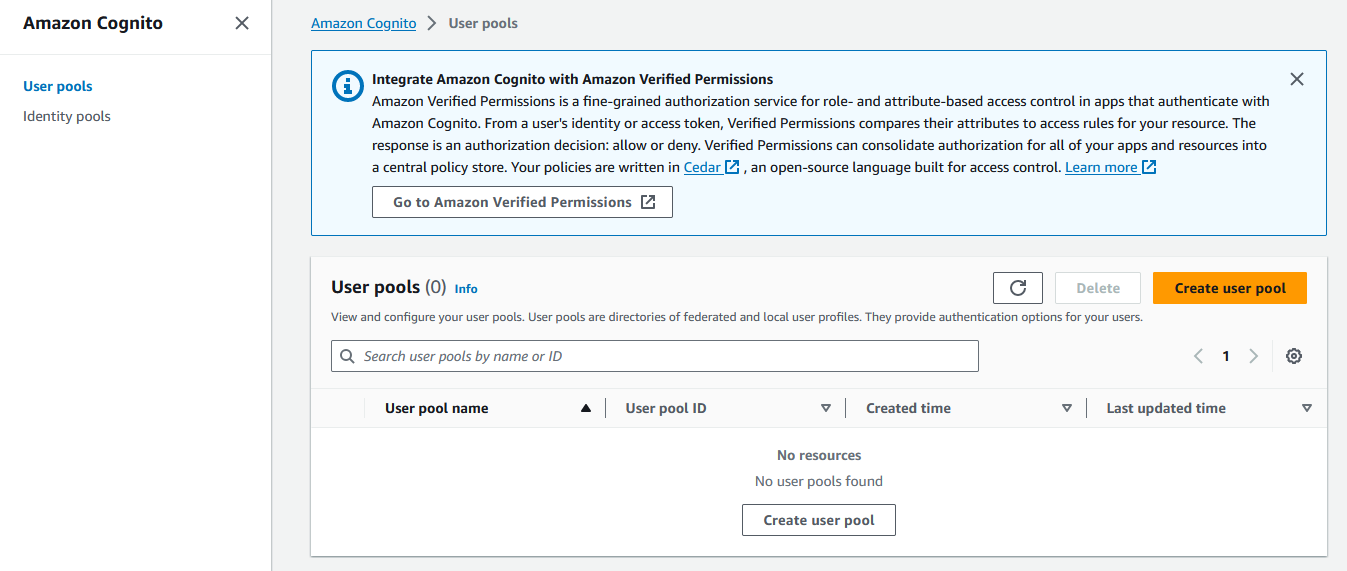 Amazon Cognito
User pools
Identity pools
Amazon Cognito User pools
Integrate Amazon Cognito with Amazon Verified Permissions
Amazon Verified Permissions is a fine-grained authorization service for role- and attribute-based access control in apps that authenticate with
Amazon Cognito. From a user's identity or access token, Verified Permissions compares their attributes to access rules for your resource. The
response is an authorization decision: allow or deny. Verified Permissions can consolidate authorization for all of your apps and resources into
a central policy store. Your policies are written in Cedar , an open-source language built for access control. Learn more
Go to Amazon Verified Permissions
User pools (0) Info
Delete
Create user pool
View and configure your user pools. User pools are directories of federated and local user profiles. They provide authentication options for your users.
Search user pools by name or ID
1
User pool name User pool ID Created time Last updated time
No resources
No user pools found
Create user pool